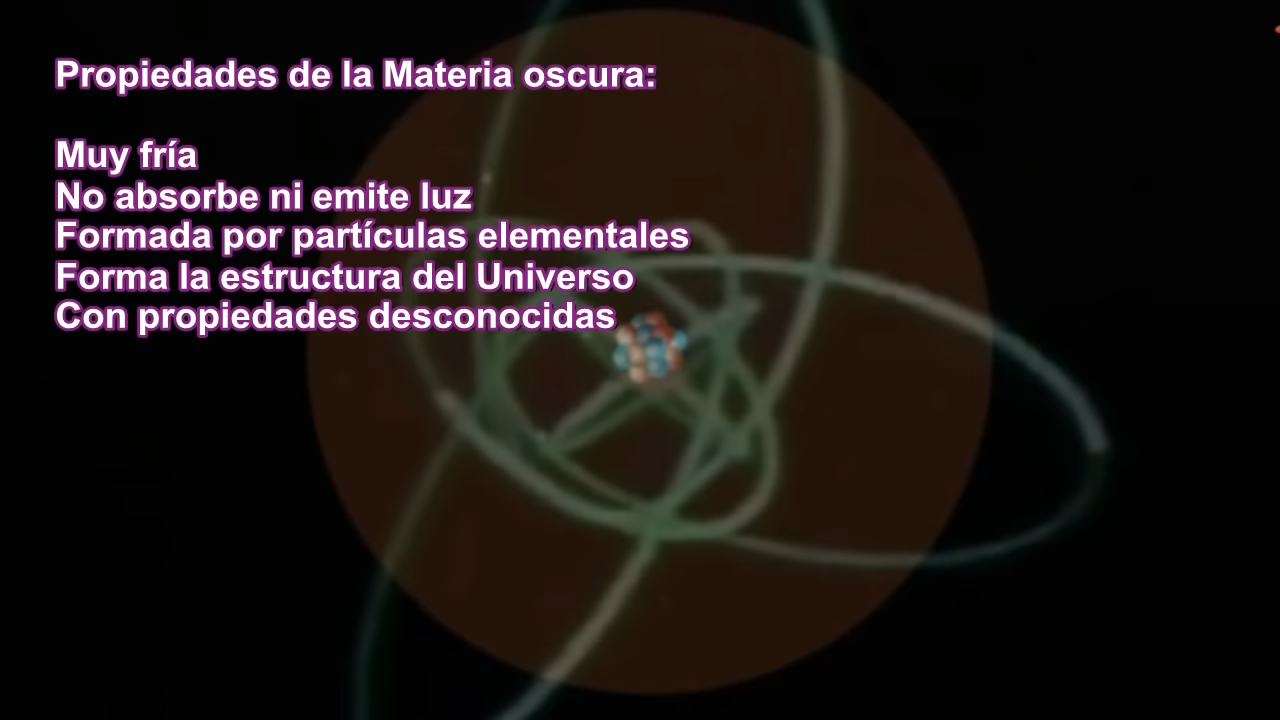 Propiedades de la Materia oscura:
Muy fría
No absorbe ni emite luz
Formada por partículas elementales
Forma la estructura del Universo
Con propiedades desconocidas